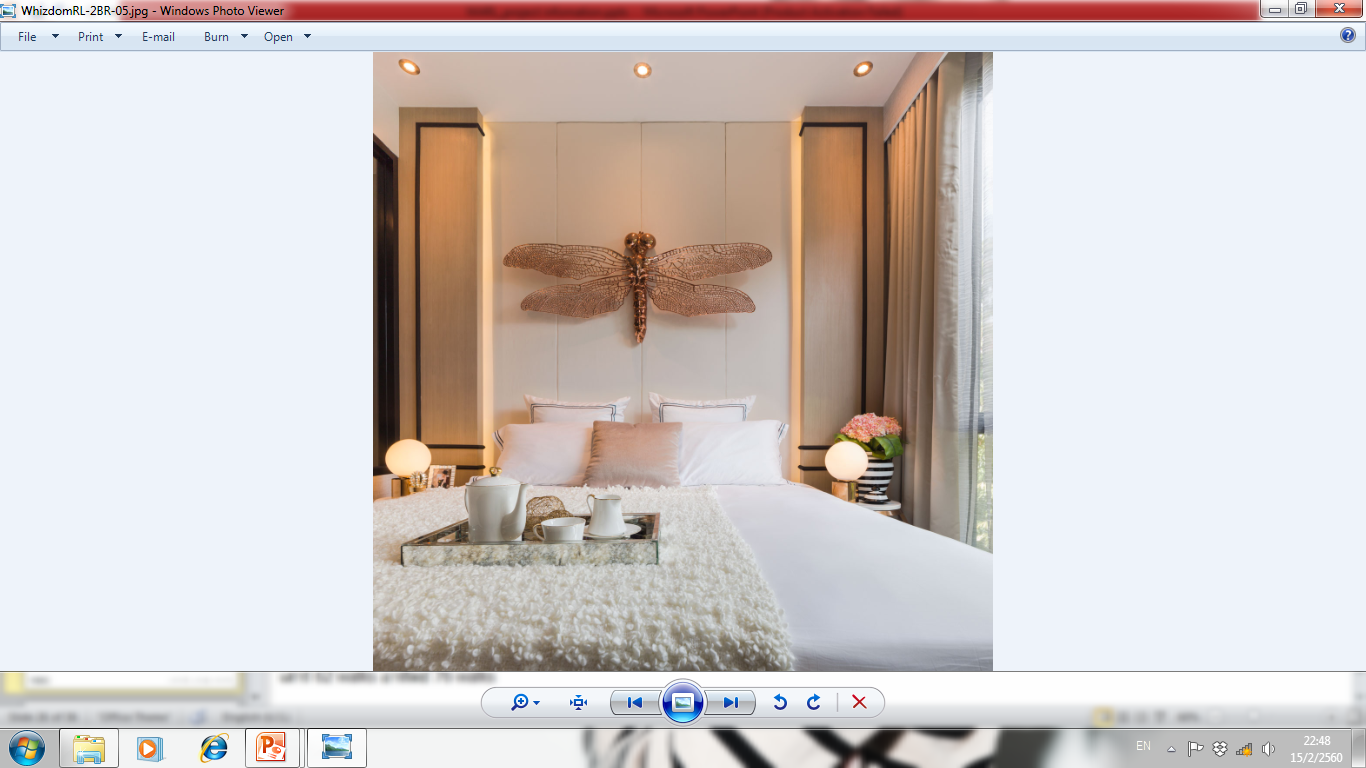 WhizdomRL-2BR-05.jpg - Windows Photo Viewer
File Print E-mail Burn Open
EN
22:48
15/2/2560